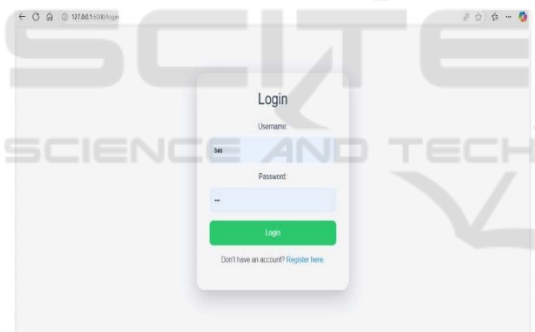 127.0.0.1:5000/login
SCITE
Login
Username:
SCIENCE AND TECH
Password:
•••
Login
Don't have an account? Register here.